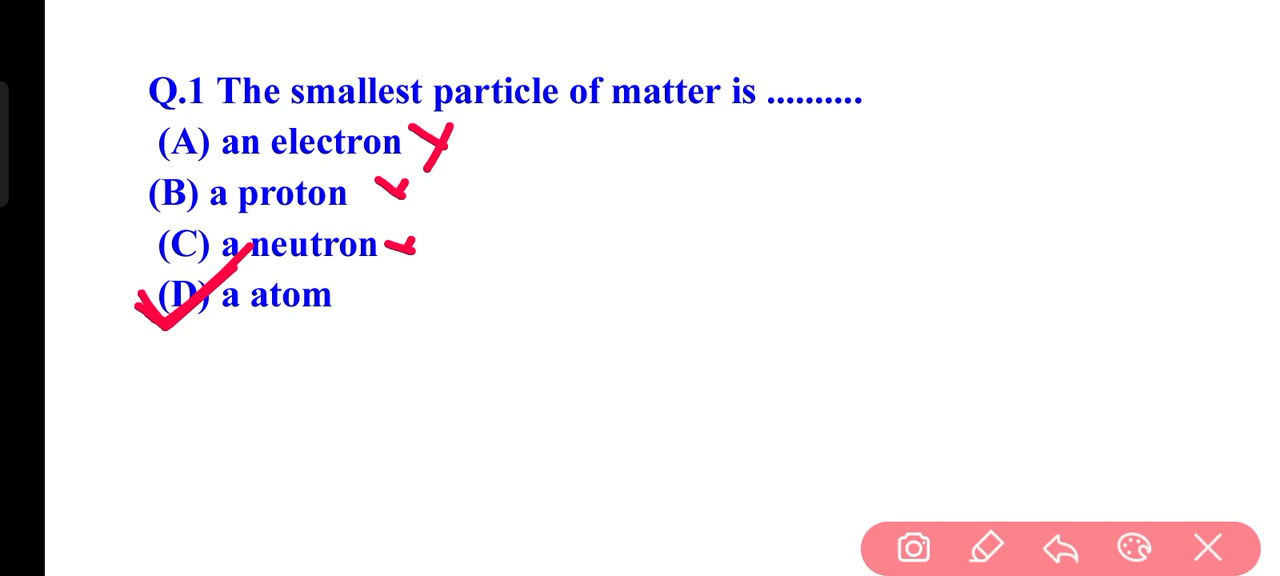 Q.1 The smallest particle of matter is ..........
(A) an electron
(B) a proton
(C) a neutron
(D) a atom